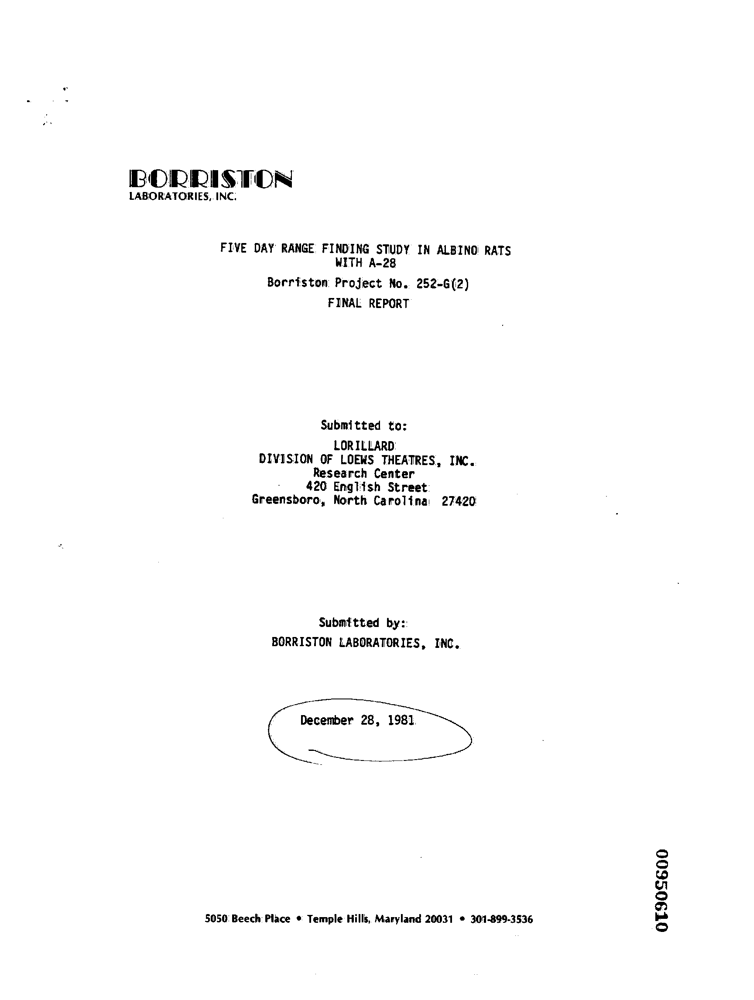 BORRISTON
LABORATORIES, INC.
FIVE DAY RANGE FINDING STUDY IN ALBINO RATS
WITH A-28
Borriston Project No. 252-G(2)
FINAL REPORT
Submitted to:
LORILLARD
DIVISION OF LOEWS THEATRES, INC.
Research Center
420 English Street
Greensboro, North Carolina 27420
Submitted by:
BORRISTON LABORATORIES, INC.
December 28, 1981
5050 Beech Place • Temple Hills, Maryland 20031 • 301-899-3536
00950610